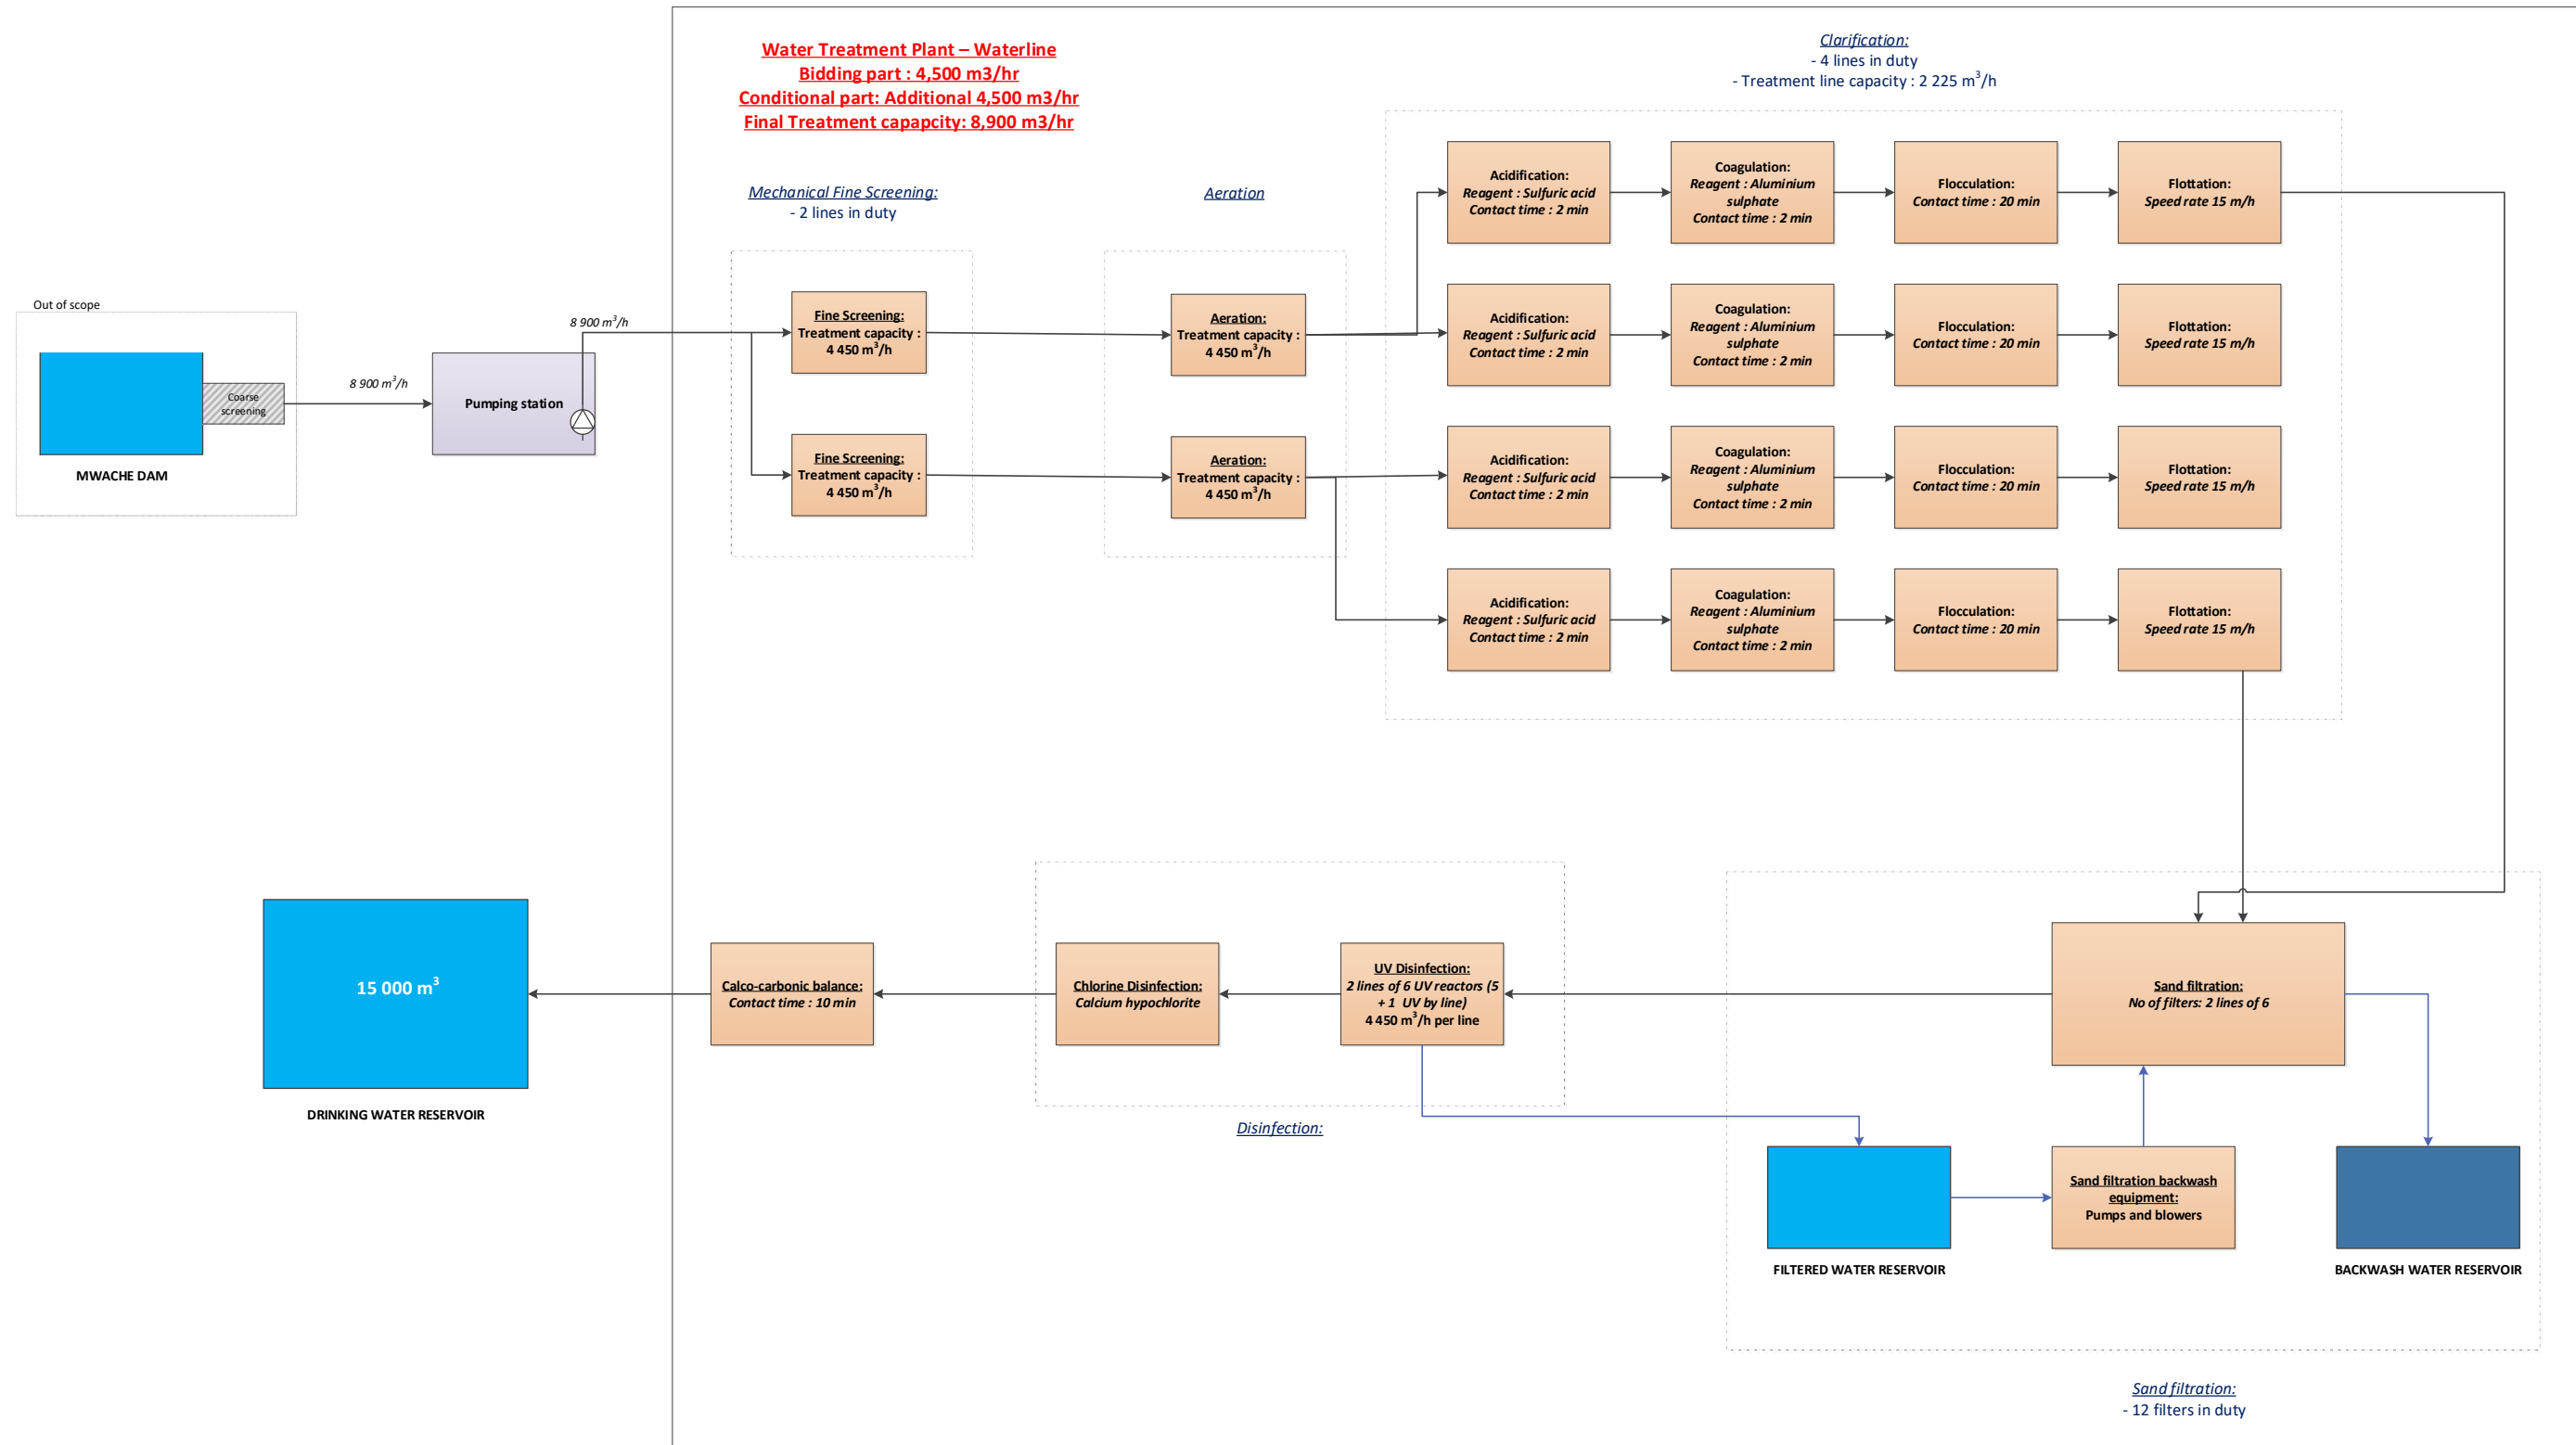 Water Treatment Plant – Waterline
Bidding part : 4,500 m3/hr
Conditional part: Additional 4,500 m3/hr
Final Treatment capapcity: 8,900 m3/hr
Clarification:
- 4 lines in duty
- Treatment line capacity : 2 225 m³/h
Mechanical Fine Screening:
- 2 lines in duty
Aeration
Out of scope
Coarse
screening
MWACHE DAM
8 900 m³/h
Pumping station
8 900 m³/h
Fine Screening:
Treatment capacity :
4 450 m³/h
Fine Screening:
Treatment capacity :
4 450 m³/h
Aeration:
Treatment capacity :
4 450 m³/h
Aeration:
Treatment capacity :
4 450 m³/h
Acidification:
Reagent : Sulfuric acid
Contact time : 2 min
Coagulation:
Reagent : Aluminium
sulphate
Contact time : 2 min
Flocculation:
Contact time : 20 min
Flottation:
Speed rate 15 m/h
Acidification:
Reagent : Sulfuric acid
Contact time : 2 min
Coagulation:
Reagent : Aluminium
sulphate
Contact time : 2 min
Flocculation:
Contact time : 20 min
Flottation:
Speed rate 15 m/h
Acidification:
Reagent : Sulfuric acid
Contact time : 2 min
Coagulation:
Reagent : Aluminium
sulphate
Contact time : 2 min
Flocculation:
Contact time : 20 min
Flottation:
Speed rate 15 m/h
Acidification:
Reagent : Sulfuric acid
Contact time : 2 min
Coagulation:
Reagent : Aluminium
sulphate
Contact time : 2 min
Flocculation:
Contact time : 20 min
Flottation:
Speed rate 15 m/h
15 000 m³
DRINKING WATER RESERVOIR
Calco-carbonic balance:
Contact time : 10 min
Chlorine Disinfection:
Calcium hypochlorite
UV Disinfection:
2 lines of 6 UV reactors (5
+ 1 UV by line)
4 450 m³/h per line
Disinfection:
Sand filtration:
No of filters: 2 lines of 6
FILTERED WATER RESERVOIR
Sand filtration backwash
equipment:
Pumps and blowers
BACKWASH WATER RESERVOIR
Sand filtration:
- 12 filters in duty